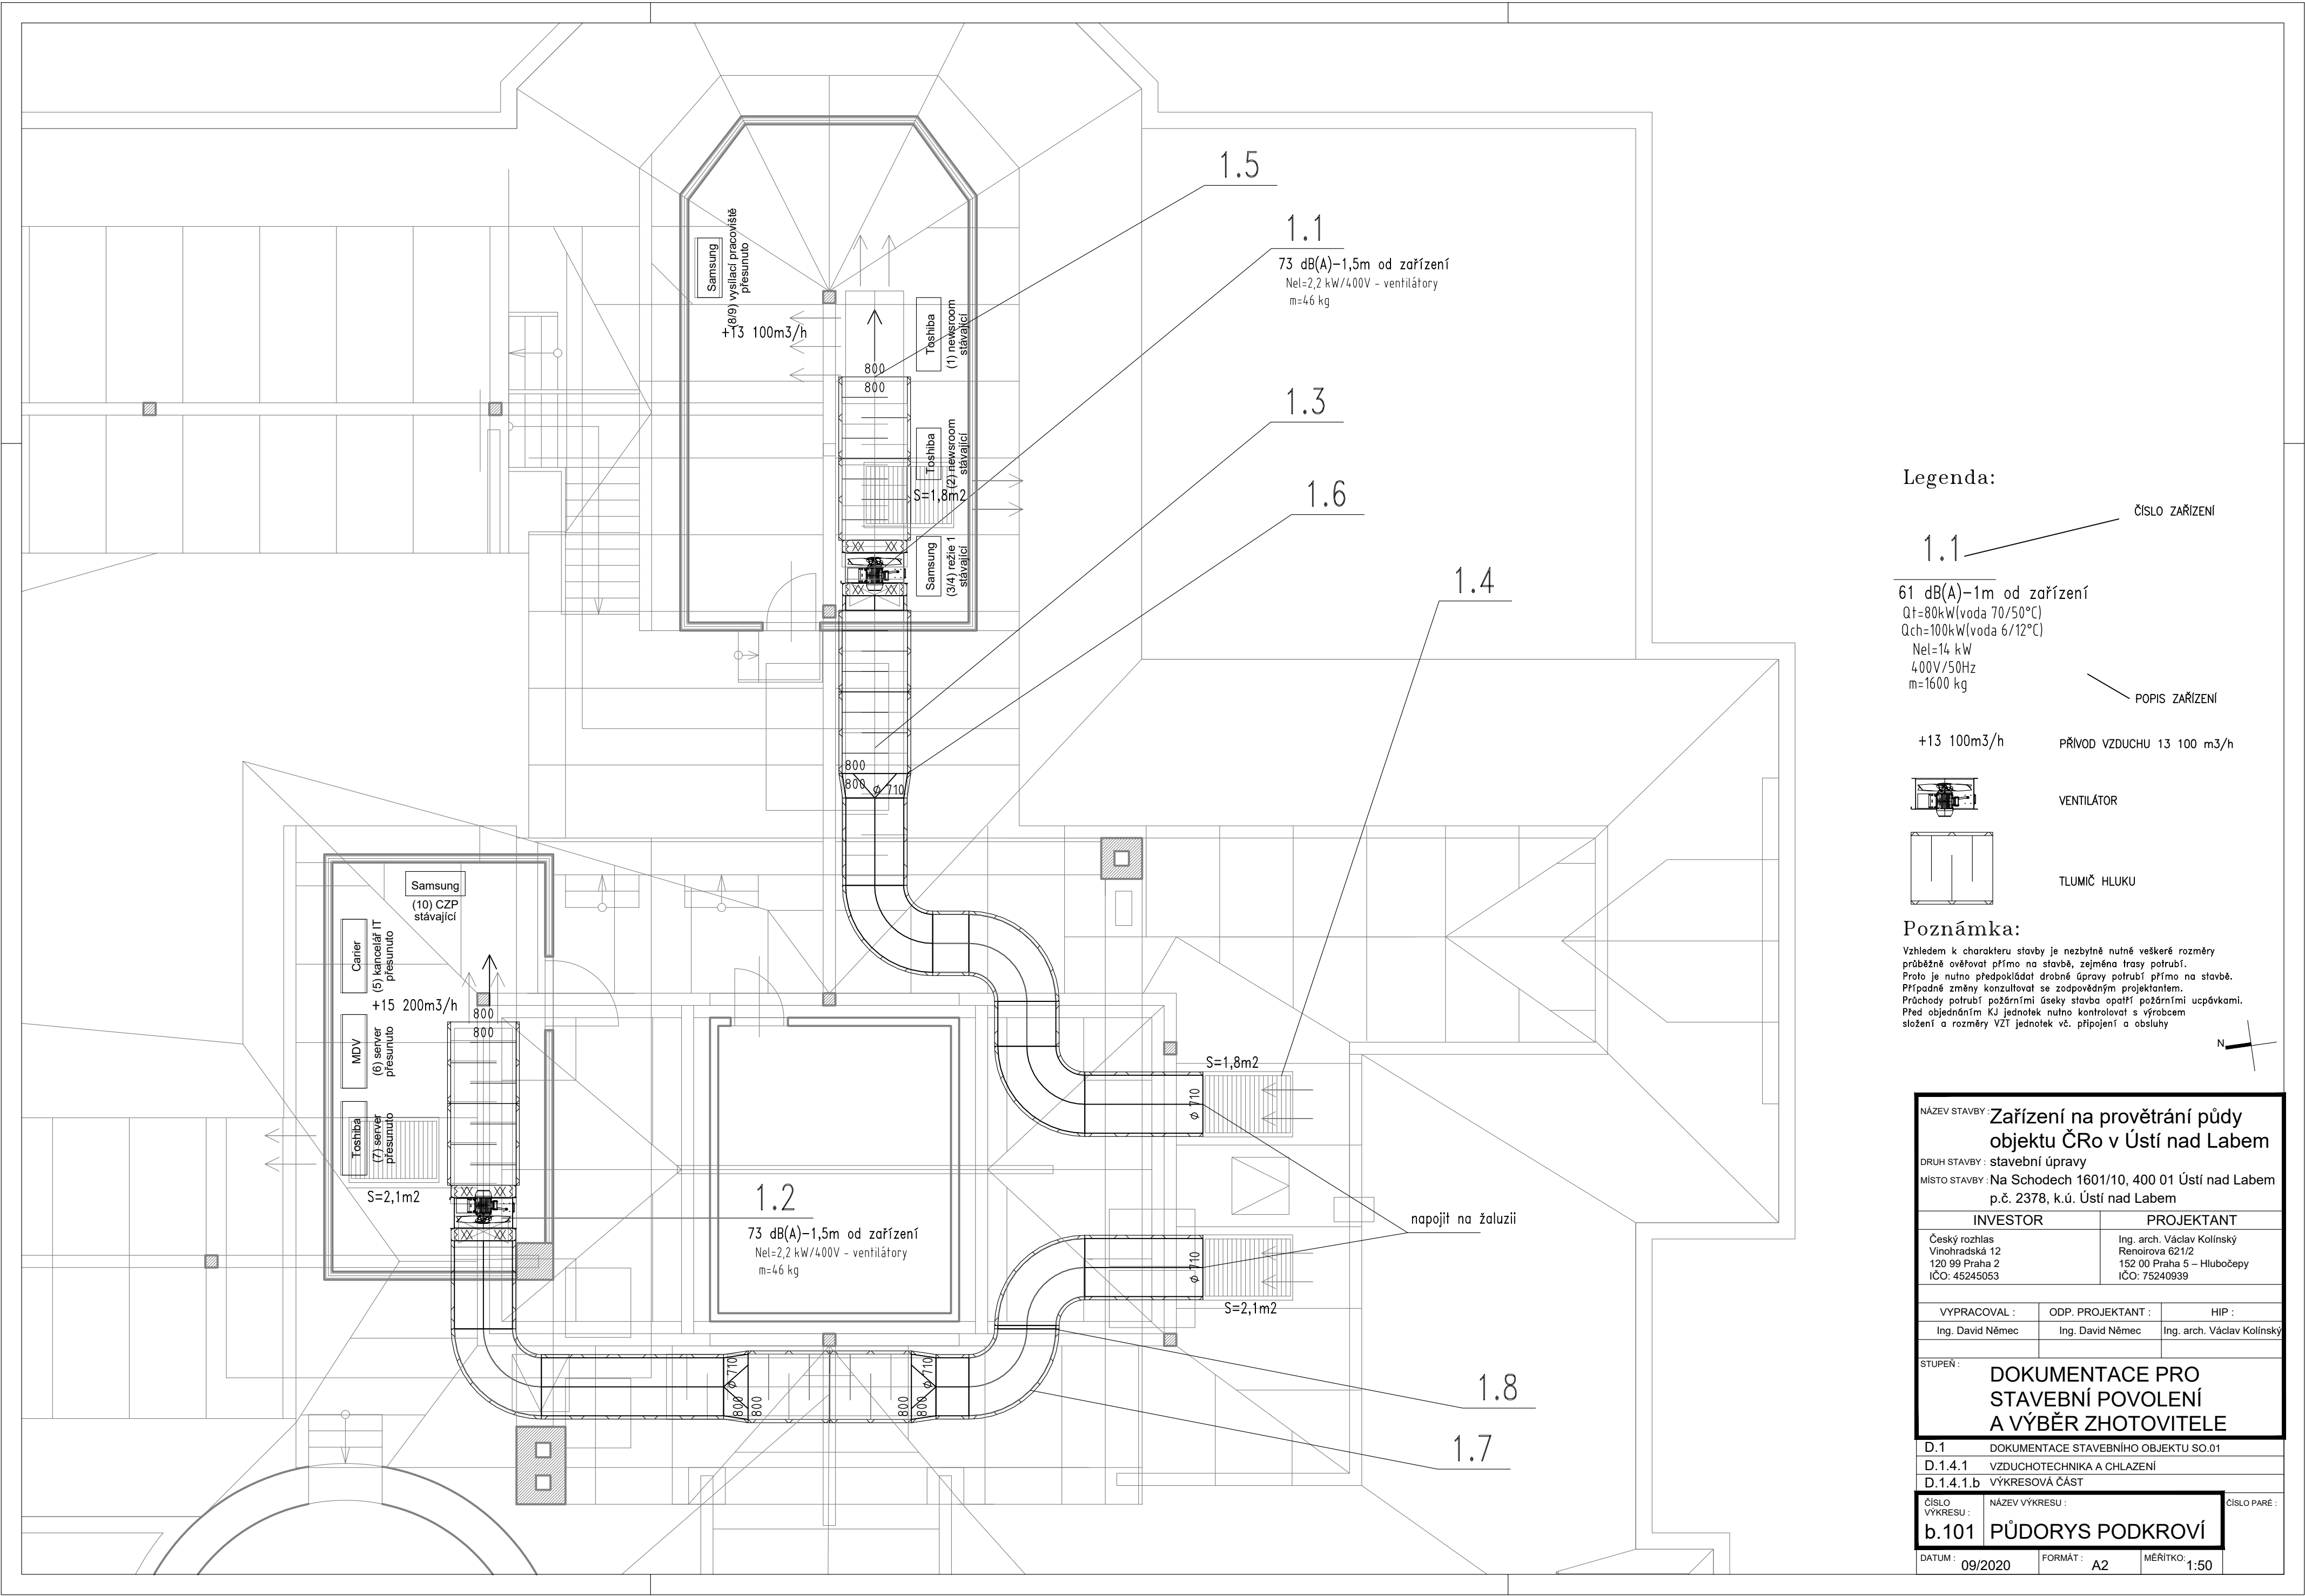 1.5
1.1
73 dB(A)-1,5m od zařízení
Nel=2,2 kW/400V - ventilátory
m=46 kg
Samsung
(8/9) vysílací pracoviště
přesunuto
+13 100m3/h
Toshiba
(1) newsroom
stávající
800
800
1.3
Toshiba
(2) newsroom
stávající
S=1,8m2
1.6
Samsung
(3/4) režie 1
stávající
1.4
800
800
ϕ 710
Samsung
(10) CZP
stávající
Carier
(5) kancelář IT
přesunuto
+15 200m3/h
800
800
MDV
(6) server
přesunuto
Toshiba
(7) server
přesunuto
S=2,1m2
S=1,8m2
ϕ 710
1.2
73 dB(A)-1,5m od zařízení
Nel=2,2 kW/400V - ventilátory
m=46 kg
napojit na žaluzii
ϕ 710
S=2,1m2
ϕ 710
800
800
800
800
ϕ 710
1.8
1.7
Legenda:
ČÍSLO ZAŘÍZENÍ
1.1
61 dB(A)-1m od zařízení
Qt=80kW(voda 70/50°C)
Qch=100kW(voda 6/12°C)
Nel=14 kW
400V/50Hz
m=1600 kg
POPIS ZAŘÍZENÍ
+13 100m3/h
PŘÍVOD VZDUCHU 13 100 m3/h
VENTILÁTOR
TLUMIČ HLUKU
Poznámka:
Vzhledem k charakteru stavby je nezbytně nutné veškeré rozměry
průběžně ověřovat přímo na stavbě, zejména trasy potrubí.
Proto je nutno předpokládat drobné úpravy potrubí přímo na stavbě.
Případné změny konzultovat se zodpovědným projektantem.
Průchody potrubí požárními úseky stavba opatří požárními ucpávkami.
Před objednáním KJ jednotek nutno kontrolovat s výrobcem
složení a rozměry VZT jednotek vč. připojení a obsluhy
N
NÁZEV STAVBY : Zařízení na provětrání půdy
objektu ČRo v Ústí nad Labem
DRUH STAVBY : stavební úpravy
MÍSTO STAVBY : Na Schodech 1601/10, 400 01 Ústí nad Labem
p.č. 2378, k.ú. Ústí nad Labem
INVESTOR
Český rozhlas
Vinohradská 12
120 99 Praha 2
IČO: 45245053
PROJEKTANT
Ing. arch. Václav Kolínský
Renoirova 621/2
152 00 Praha 5 – Hlubočepy
IČO: 75240939
VYPRACOVAL : ODP. PROJEKTANT : HIP :
Ing. David Němec Ing. David Němec Ing. arch. Václav Kolínský
STUPEŇ :
DOKUMENTACE PRO
STAVEBNÍ POVOLENÍ
A VÝBĚR ZHOTOVITELE
D.1 DOKUMENTACE STAVEBNÍHO OBJEKTU SO.01
D.1.4.1 VZDUCHOTECHNIKA A CHLAZENÍ
D.1.4.1.b VÝKRESOVÁ ČÁST
ČÍSLO
VÝKRESU :
b.101
NÁZEV VÝKRESU :
PŮDORYS PODKROVÍ
ČÍSLO PARÉ :
DATUM : 09/2020 FORMÁT : A2 MĚŘÍTKO: 1:50